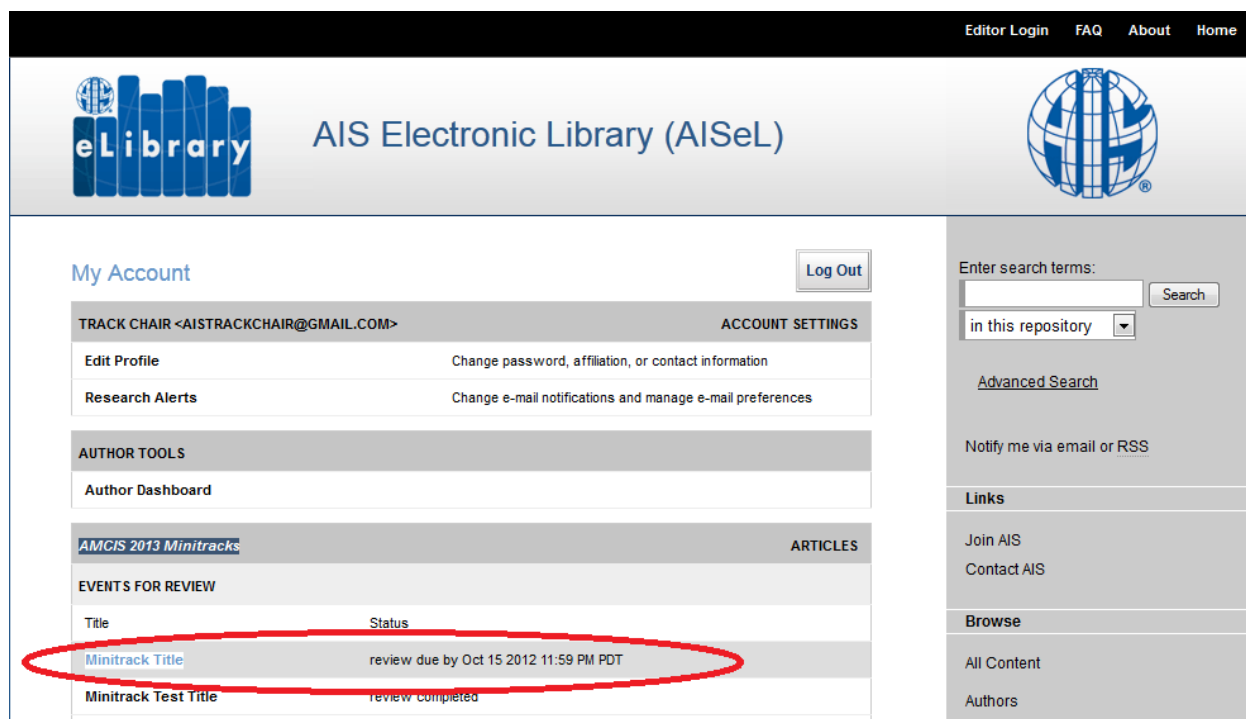 Editor Login FAQ About Home
eLibrary
AIS Electronic Library (AISeL)
AIS
®
My Account
Log Out
Enter search terms:
Search
in this repository
TRACK CHAIR <AISTRACKCHAIR@GMAIL.COM> ACCOUNT SETTINGS
Edit Profile Change password, affiliation, or contact information
Research Alerts Change e-mail notifications and manage e-mail preferences
Advanced Search
AUTHOR TOOLS
Author Dashboard
Notify me via email or RSS
Links
AMCIS 2013 Minitracks ARTICLES
Join AIS
Contact AIS
EVENTS FOR REVIEW
Title Status
Browse
Minitrack Title review due by Oct 15 2012 11:59 PM PDT
All Content
Minitrack Test Title review completed
Authors